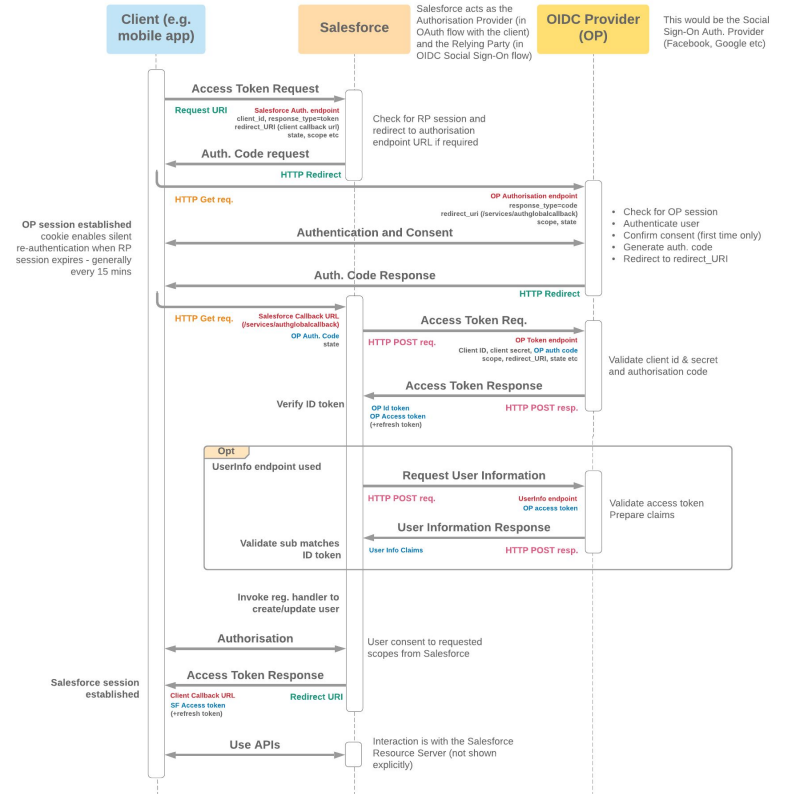 Client (e.g.
mobile app)
Salesforce
Salesforce acts as the
Authorisation Provider (in
OAuth flow with the client)
and the Relying Party (in
OIDC Social Sign-On flow)
OIDC Provider
(OP)
This would be the Social
Sign-On Auth. Provider
(Facebook, Google etc)
Access Token Request
Request URI
Salesforce Auth. endpoint
client_id, response_type=token
redirect_URI (client callback url)
state, scope etc
Check for RP session and
redirect to authorisation
endpoint URL if required
Auth. Code request
HTTP Redirect
HTTP Get req.
OP Authorisation endpoint
response_type=code
redirect_uri (/services/authglobalcallback)
scope, state
• Check for OP session
• Authenticate user
• Confirm consent (first time only)
• Generate auth. code
• Redirect to redirect_URI
OP session established
cookie enables silent
re-authentication when RP
session expires - generally
every 15 mins
Authentication and Consent
Auth. Code Response
HTTP Redirect
HTTP Get req.
Salesforce Callback URL
(/services/authglobalcallback)
OP Auth. Code
state
Access Token Req.
HTTP POST req.
OP Token endpoint
Client ID, client secret, OP auth code
scope, redirect_URI, state etc
Validate client id & secret
and authorisation code
Access Token Response
Verify ID token
OP Id token
OP Access token
(+refresh token)
HTTP POST resp.
Opt
UserInfo endpoint used
Request User Information
HTTP POST req.
UserInfo endpoint
OP access token
Validate access token
Prepare claims
User Information Response
Validate sub matches
ID token
User Info Claims
HTTP POST resp.
Invoke reg. handler to
create/update user
Authorisation
User consent to requested
scopes from Salesforce
Access Token Response
Salesforce session
established
Client Callback URL
SF Access token
(+refresh token)
Redirect URI
Use APIs
Interaction is with the Salesforce
Resource Server (not shown
explicitly)